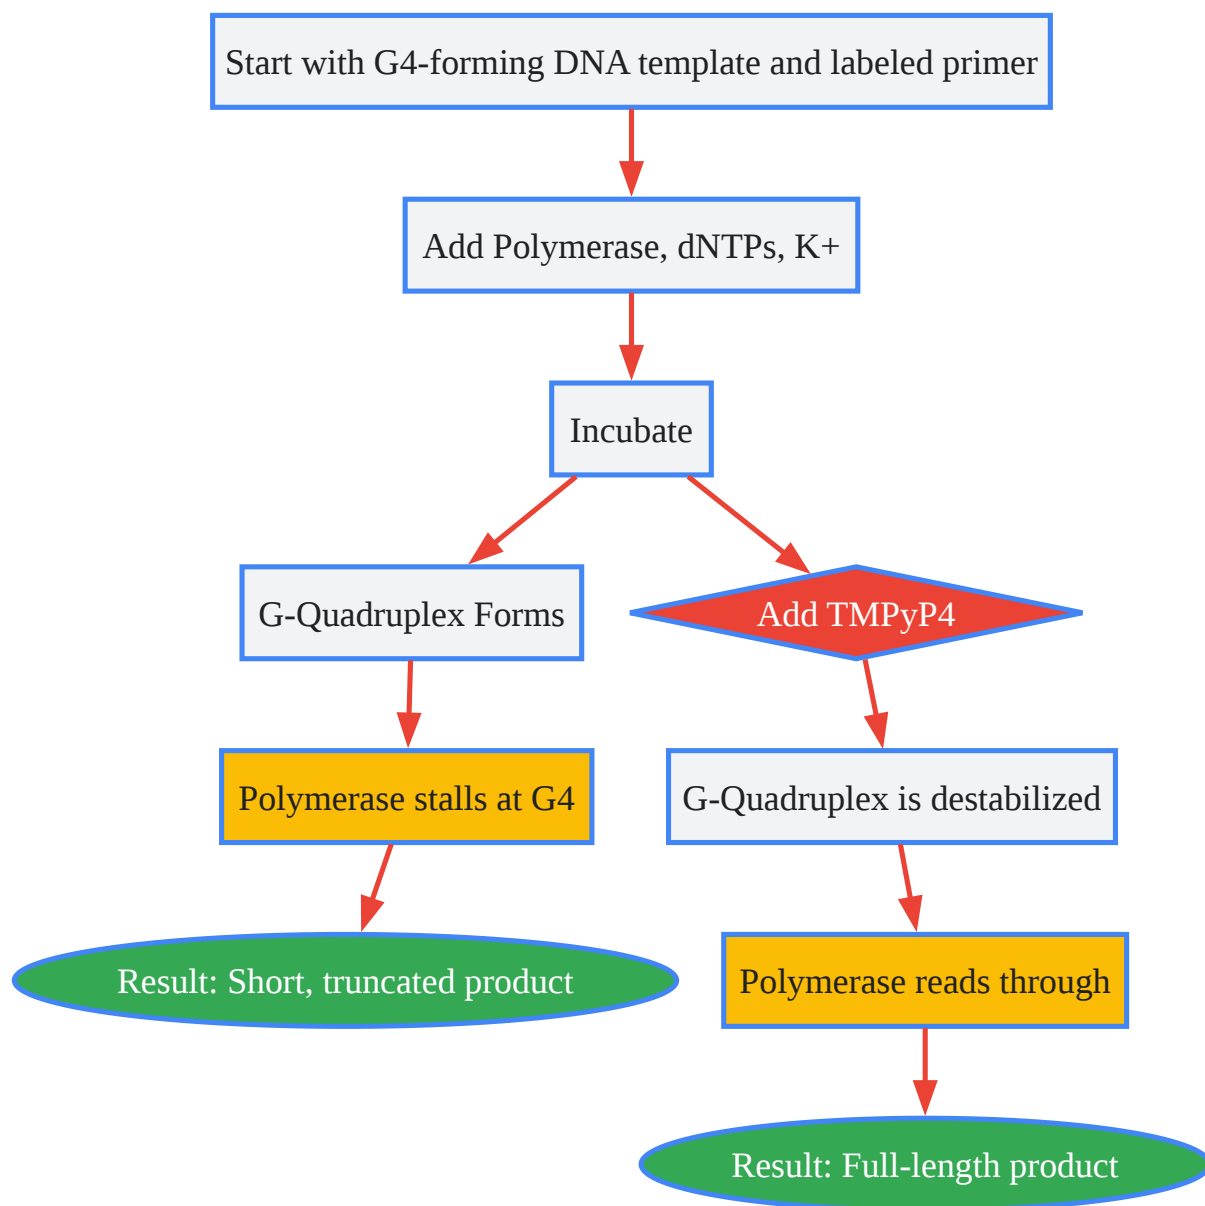 Start with G4-forming DNA template and labeled primer
Add Polymerase, dNTPs, K+
Incubate
G-Quadruplex Forms
Add TMPyP4
Polymerase stalls at G4
G-Quadruplex is destabilized
Result: Short, truncated product
Polymerase reads through
Result: Full-length product